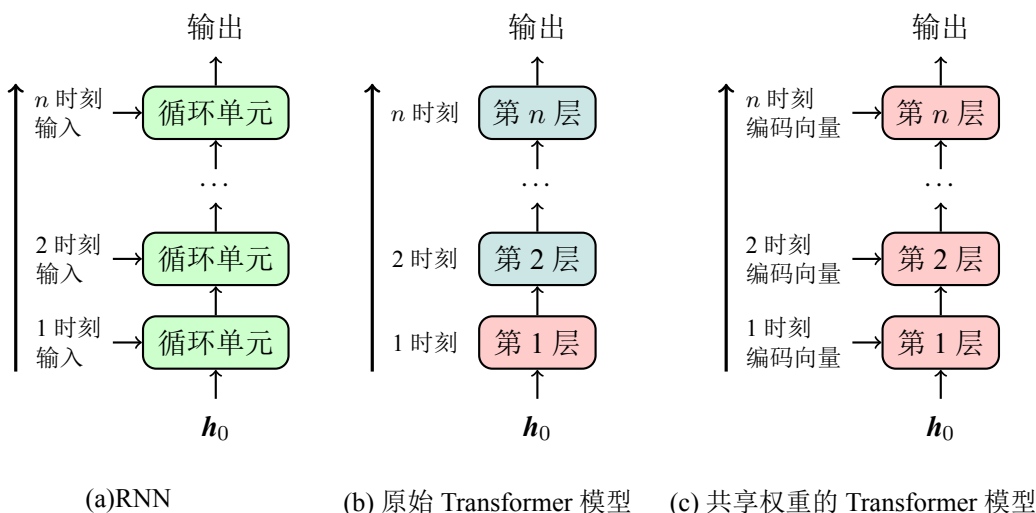 输出
n 时刻
输入
循环单元
...
2 时刻
输入
循环单元
1 时刻
输入
循环单元
h0
(a)RNN
输出
n 时刻
第 n 层
...
2 时刻
第 2 层
1 时刻
第 1 层
h0
(b) 原始 Transformer 模型
输出
n 时刻
编码向量
第 n 层
...
2 时刻
编码向量
第 2 层
1 时刻
编码向量
第 1 层
h0
(c) 共享权重的 Transformer 模型